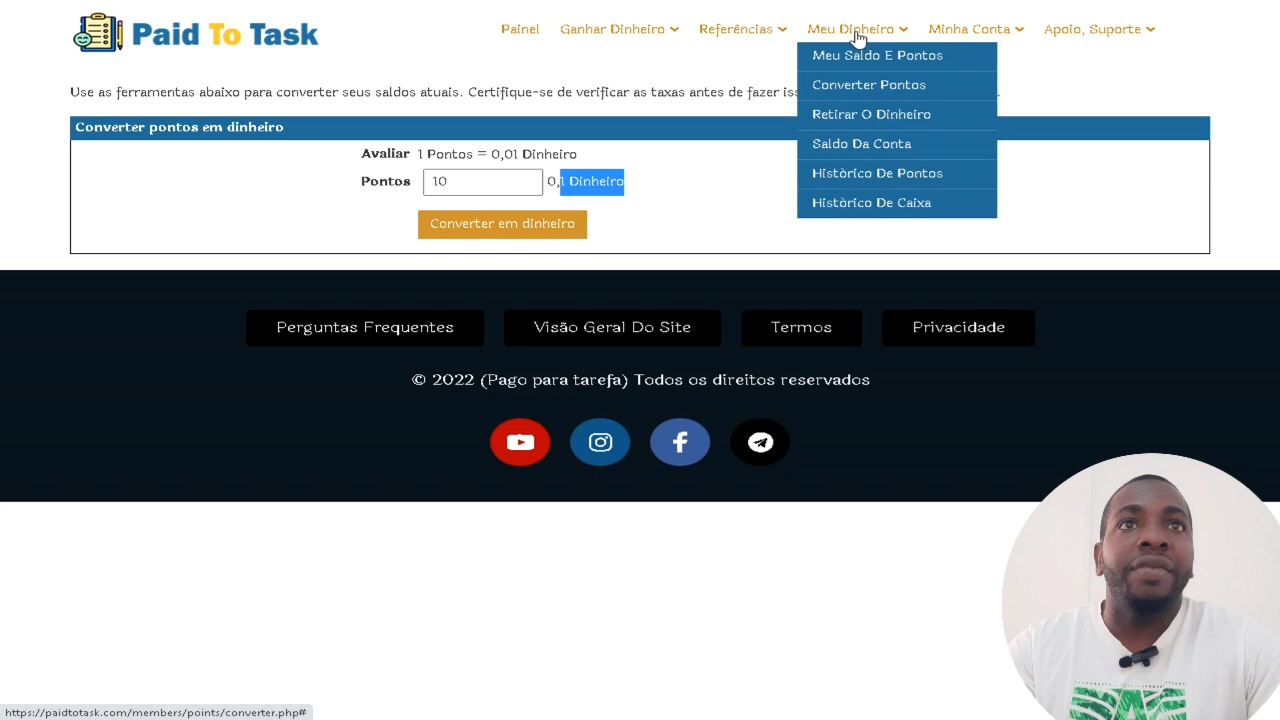 Paid To Task
Painel
Ganhar Dinheiro
Referências
Meu Dinheiro
Minha Conta
Apoio, Suporte
Meu Saldo E Pontos
Converter Pontos
Retirar O Dinheiro
Saldo Da Conta
Històrico De Pontos
Històrico De Caixa
Use as ferramentas abaixo para converter seus saldos atuais. Certifique-se de verificar as taxas antes de fazer
Converter pontos em dinheiro
Avaliar 1 Pontos = 0,01 Dinheiro
Pontos 10 0,1 Dinheiro
Converter em dinheiro
Perguntas Frequentes
Visão Geral Do Site
Termos
Privacidade
© 2022 (Pago para tarefa) Todos os direitos reservados
https://paidtotask.com/members/points/converter.php#